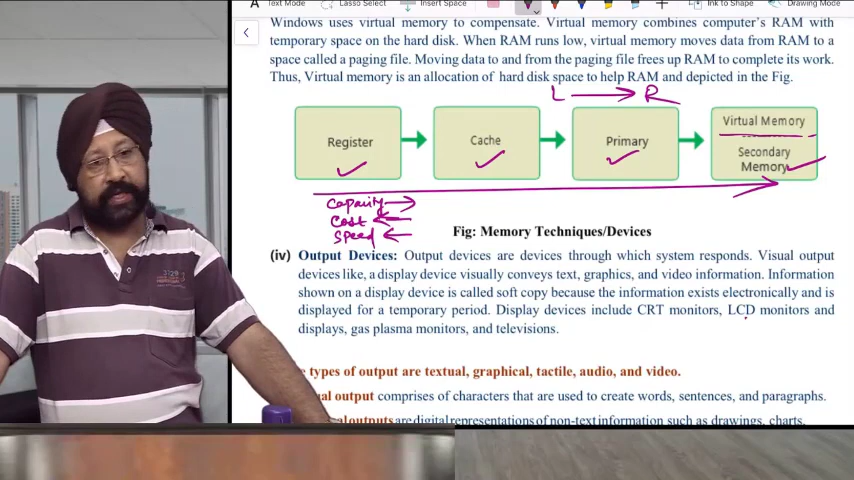 Text Mode
Lasso Select
Insert Space
Ink to Shape
Drawing Mode
Windows uses virtual memory to compensate. Virtual memory combines computer's RAM with
temporary space on the hard disk. When RAM runs low, virtual memory moves data from RAM to a
space called a paging file. Moving data to and from the paging file frees up RAM to complete its work.
Thus, Virtual memory is an allocation of hard disk space to help RAM and depicted in the Fig.
L → R
Register
Cache
Primary
Virtual Memory
Secondary
Memory
Capacity →
Cost ←
Speed ←
Fig: Memory Techniques/Devices
(iv) Output Devices: Output devices are devices through which system responds. Visual output
devices like, a display device visually conveys text, graphics, and video information. Information
shown on a display device is called soft copy because the information exists electronically and is
displayed for a temporary period. Display devices include CRT monitors, LCD monitors and
displays, gas plasma monitors, and televisions.
types of output are textual, graphical, tactile, audio, and video.
output comprises of characters that are used to create words, sentences, and paragraphs.
outputs are digital representations of non-text information such as drawings, charts,